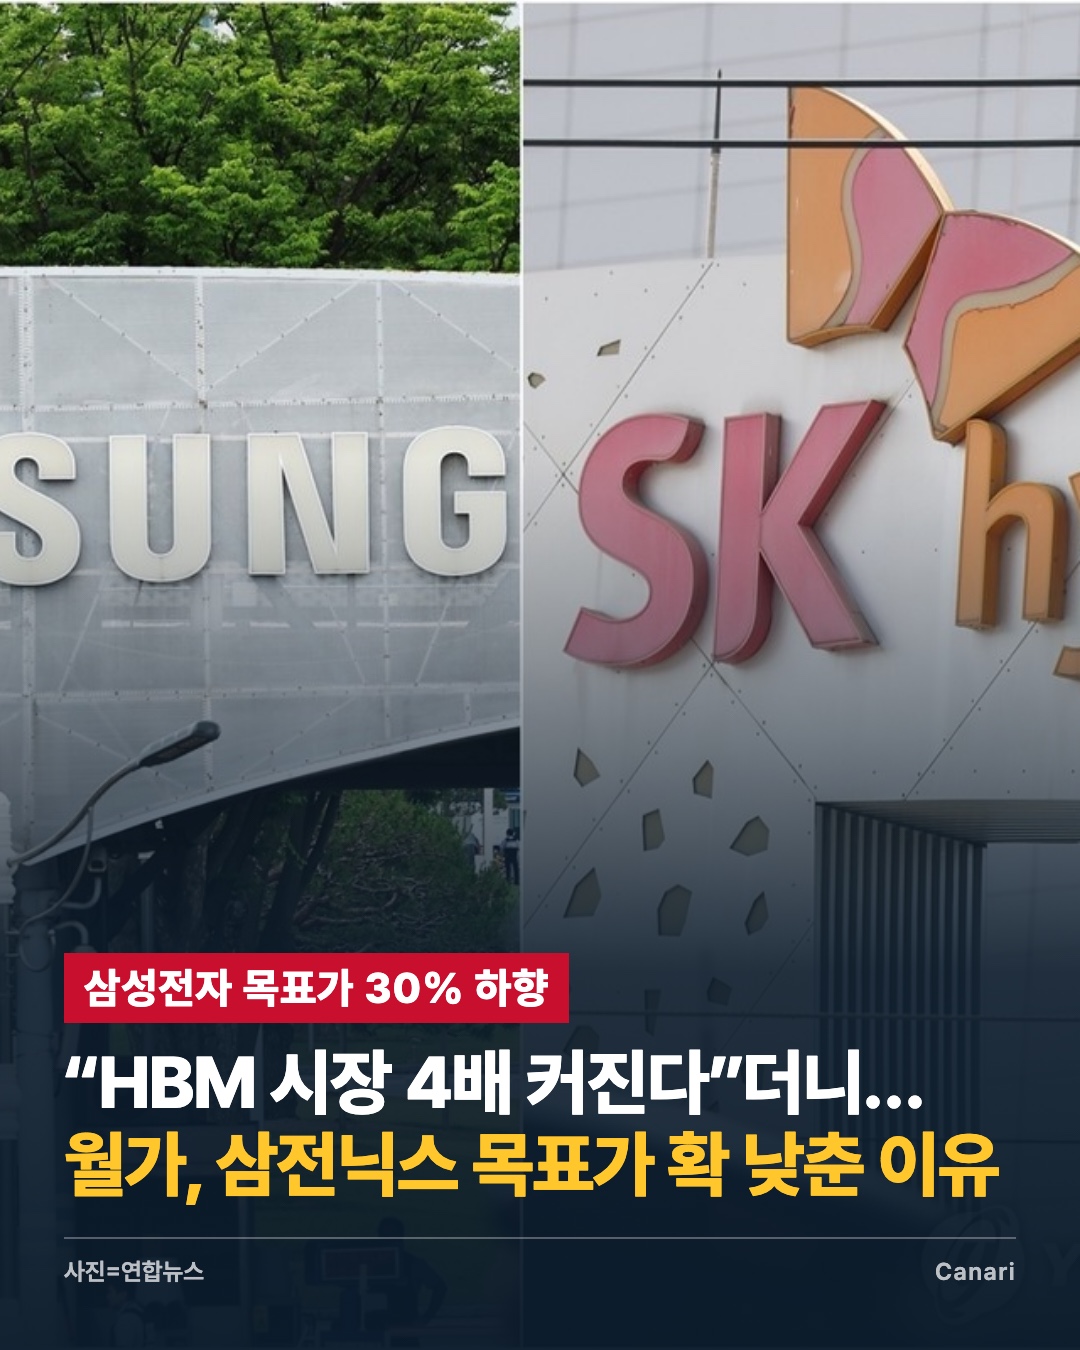 SUNG
SK hy
삼성전자 목표가 30% 하향
“HBM 시장 4배 커진다”더니...
월가, 삼전닉스 목표가 확 낮춘 이유
사진=연합뉴스
Canari